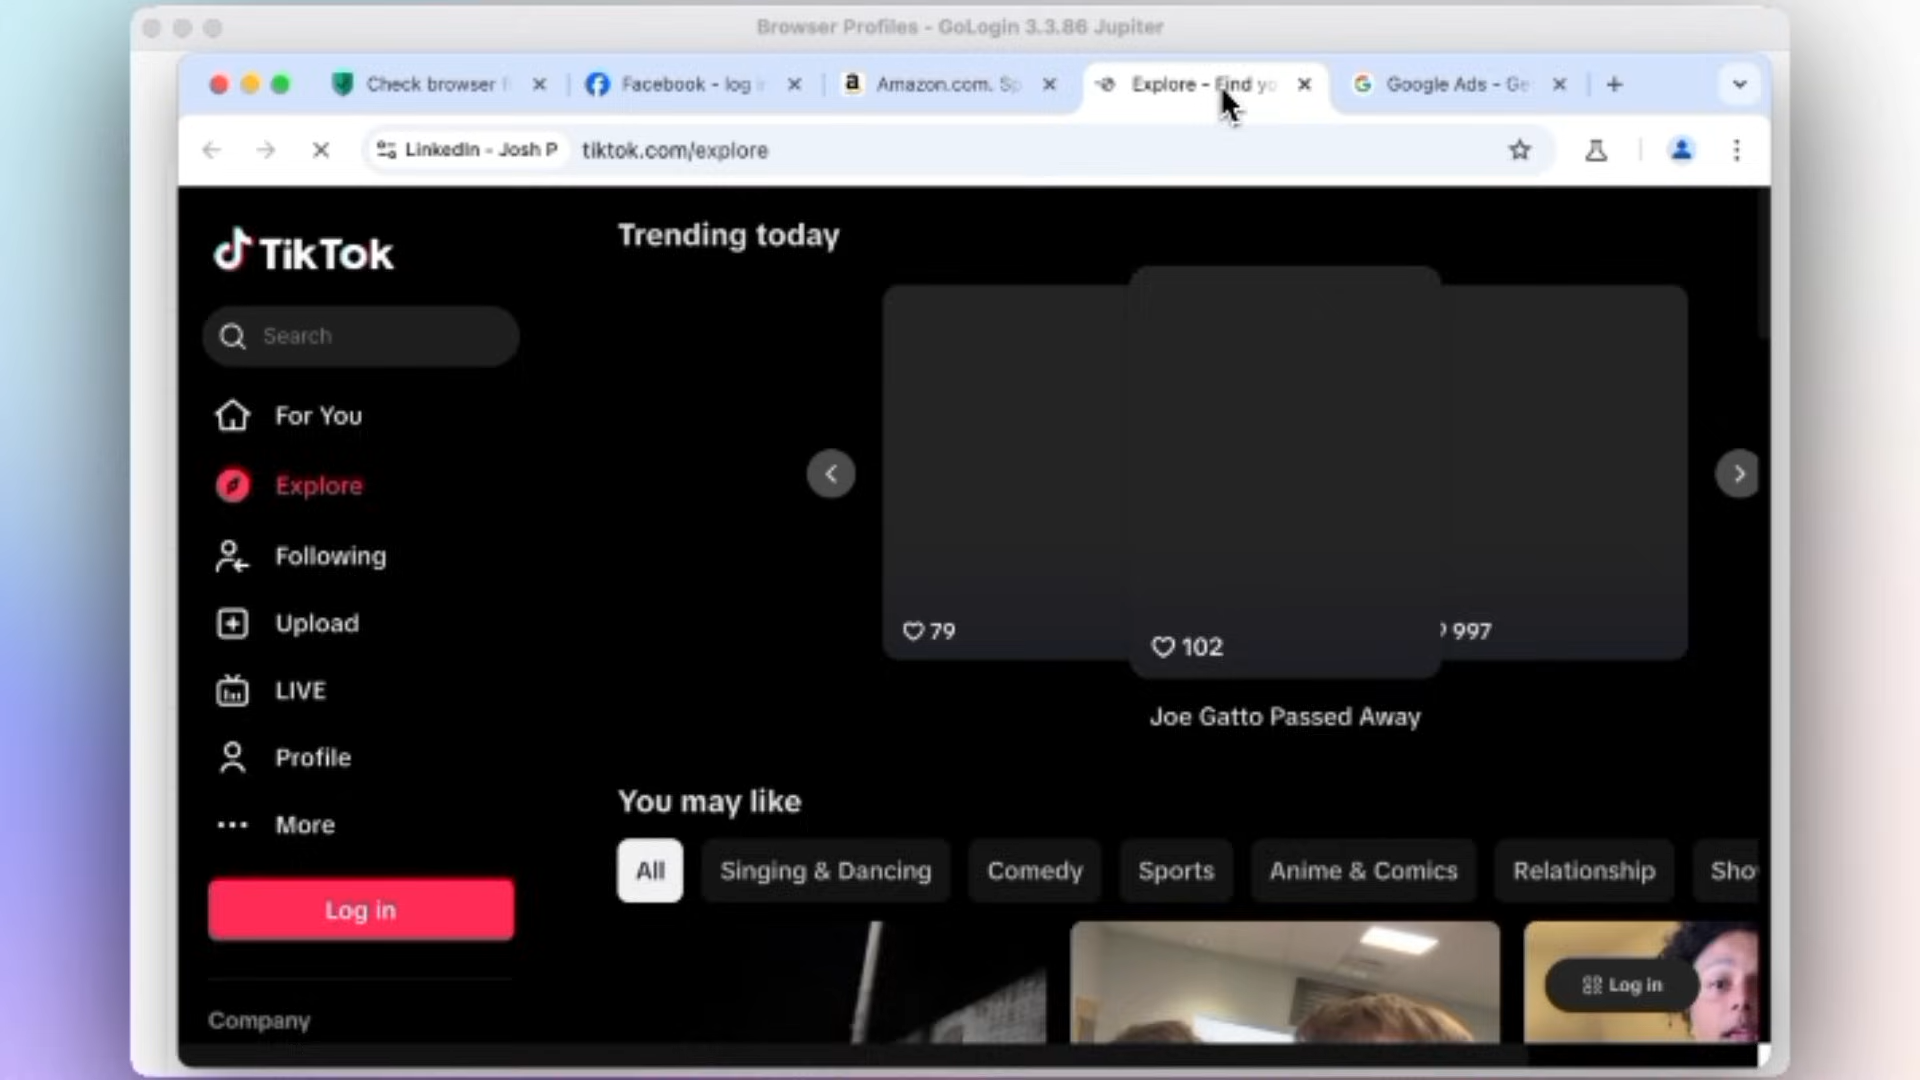 Browser Profiles - GoLogin 3.3.86 Jupiter
Check browser
Facebook - log
Amazon.com. Sp
Explore - Find yo
Google Ads - Ge
LinkedIn - Josh P
tiktok.com/explore
TikTok
Search
For You
Explore
Following
Upload
LIVE
Profile
More
Log in
Company
Trending today
79
102
997
Joe Gatto Passed Away
You may like
All
Singing & Dancing
Comedy
Sports
Anime & Comics
Relationship
Sho
Log in